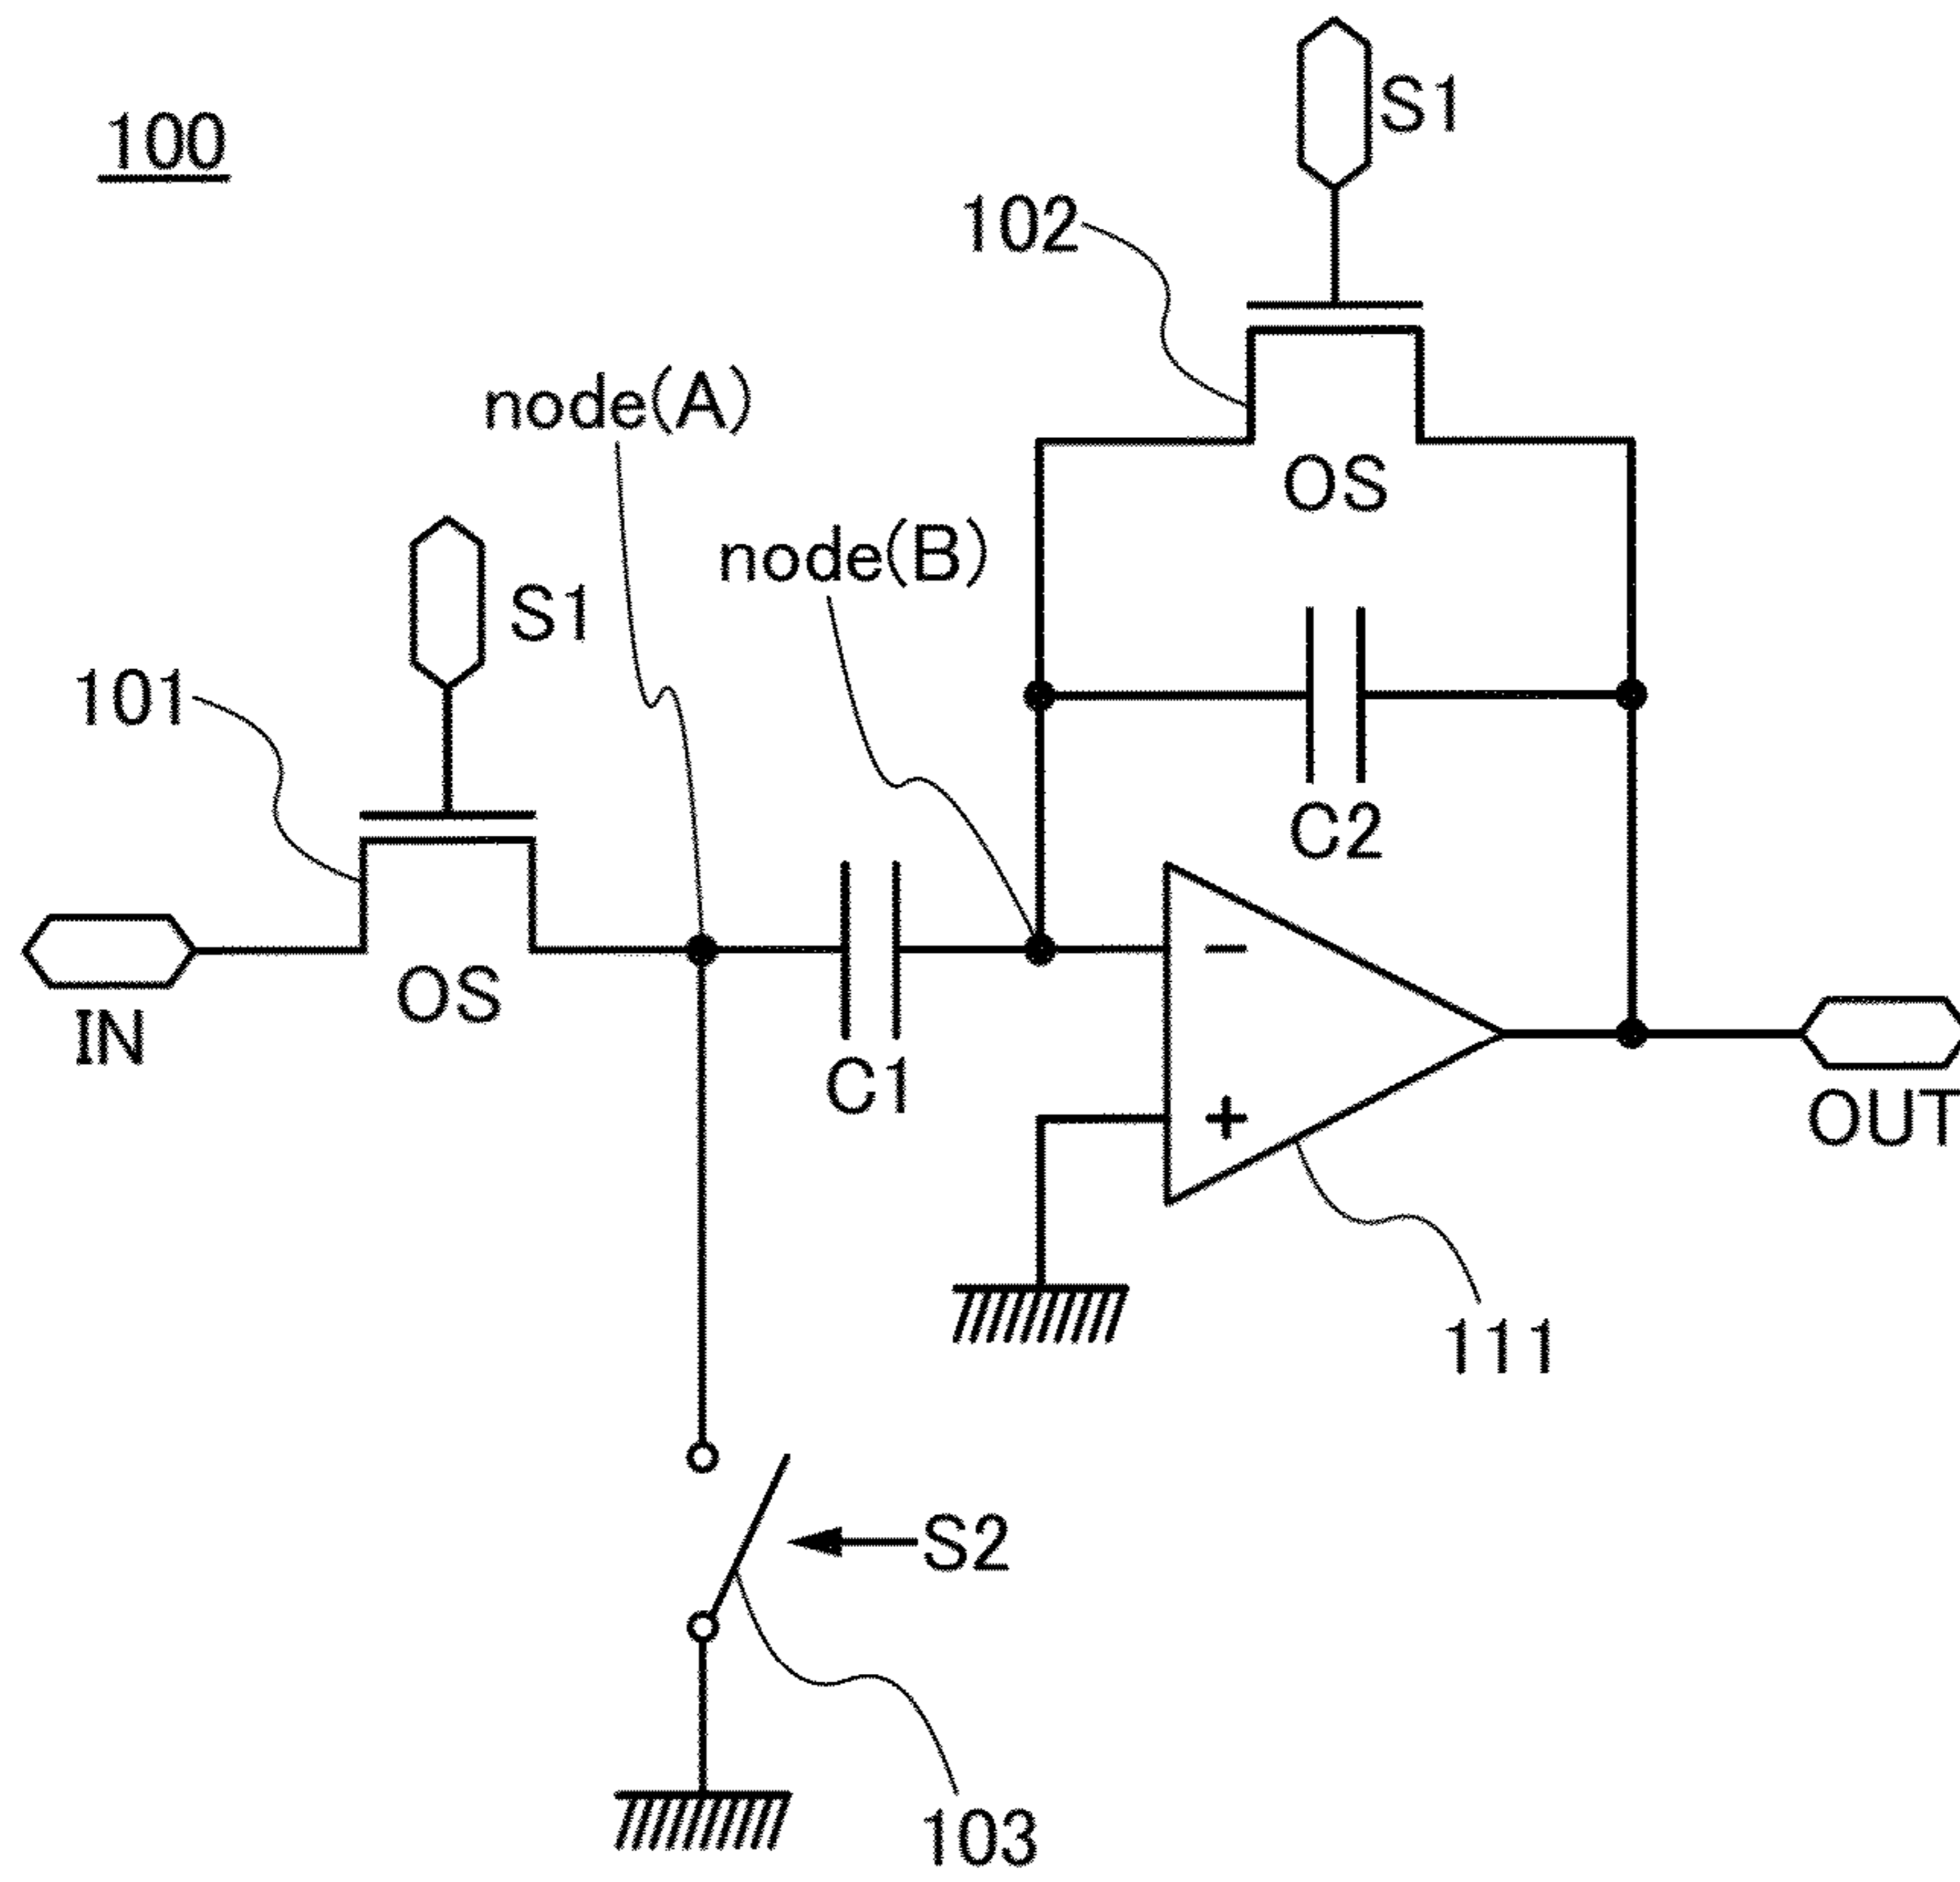 100
S1
102
node(A)
OS
node(B)
S1
101
C2
-
OS
IN
C1
+
OUT
111
S2
103